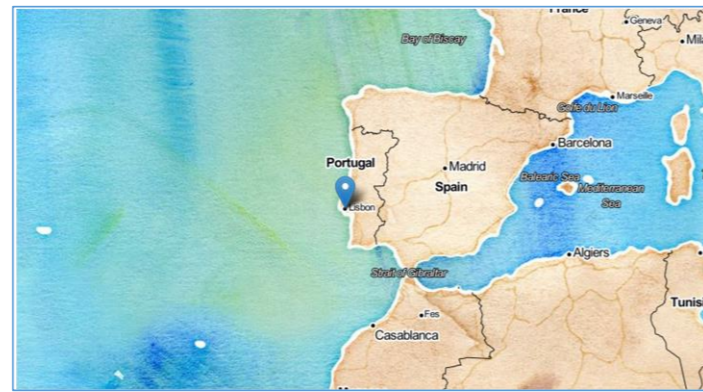 France
Geneva
Bay of Biscay
Mila
Marseille
Golfe du Lion
Barcelona
Portugal
Madrid
Spain
Balearic Sea
Mediterranean
Sea
Lisbon
Algiers
Strait of Gibraltar
Tunis
Fes
Casablanca